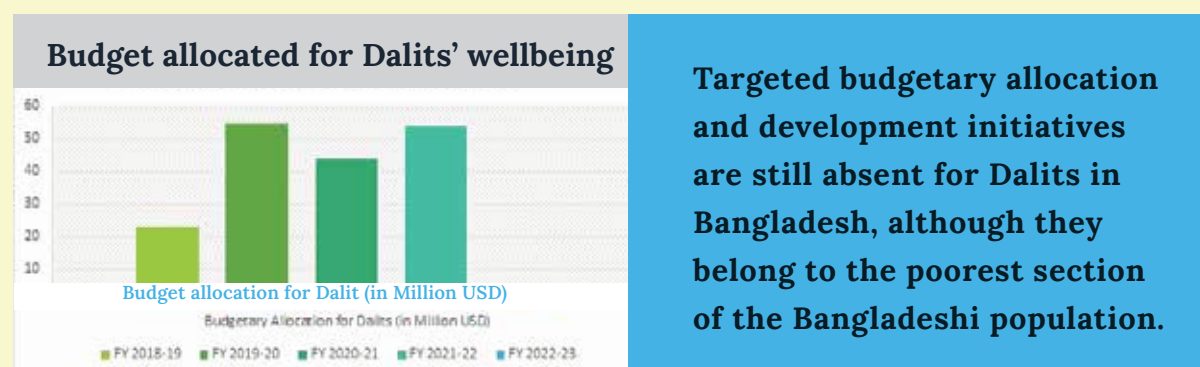 Budget allocated for Dalits’ wellbeing
60
50
40
30
20
10
Budget allocation for Dalit (in Million USD)
Budgetary Allocation for Dalits (in Million USD)
FY 2018-19 FY 2019-20 FY 2020-21 FY 2021-22 FY 2022-23
Targeted budgetary allocation
and development initiatives
are still absent for Dalits in
Bangladesh, although they
belong to the poorest section
of the Bangladeshi population.